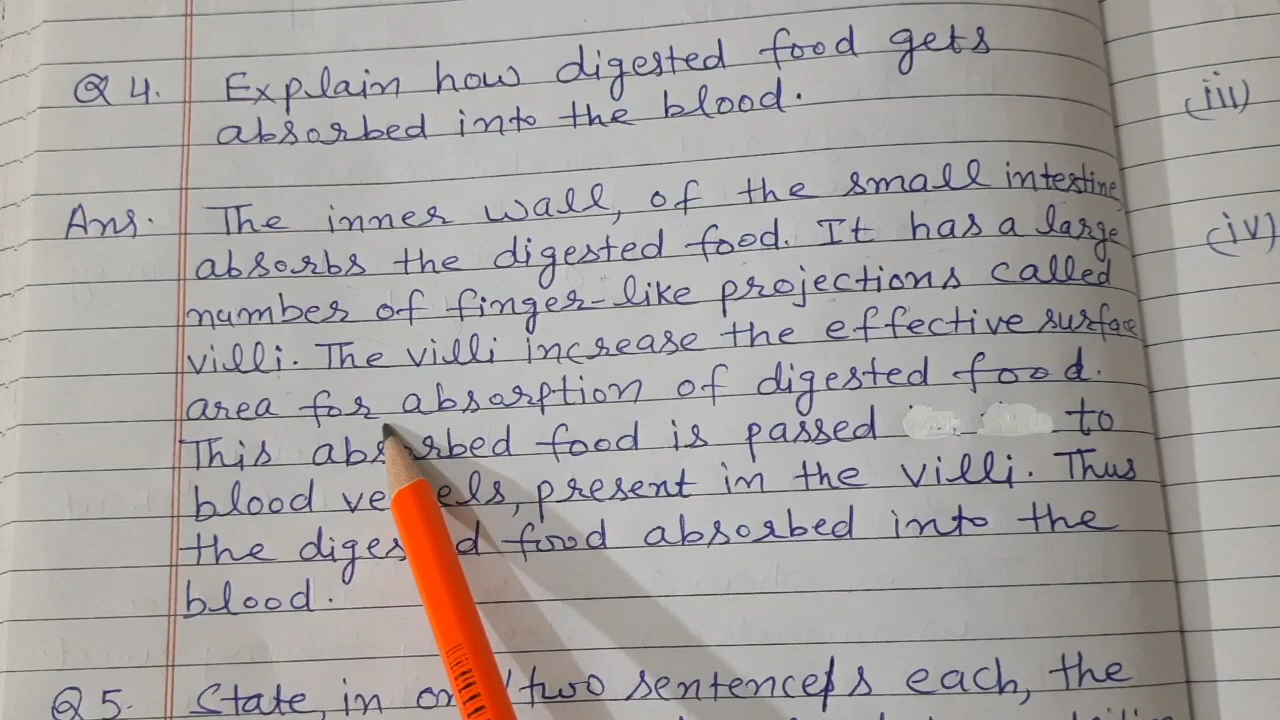 Q 4. Explain how digested food gets
absorbed into the blood.
(iii)
Ans. The inner wall, of the small intestine
absorbs the digested food. It has a large
(iv)
number of finger-like projections called
villi. The villi increase the effective surface
area for absorption of digested food.
This absorbed food is passed to
blood vessels, present in the villi. Thus
the digested food absorbed into the
blood.
Q 5. State, in one/two sentences each, the